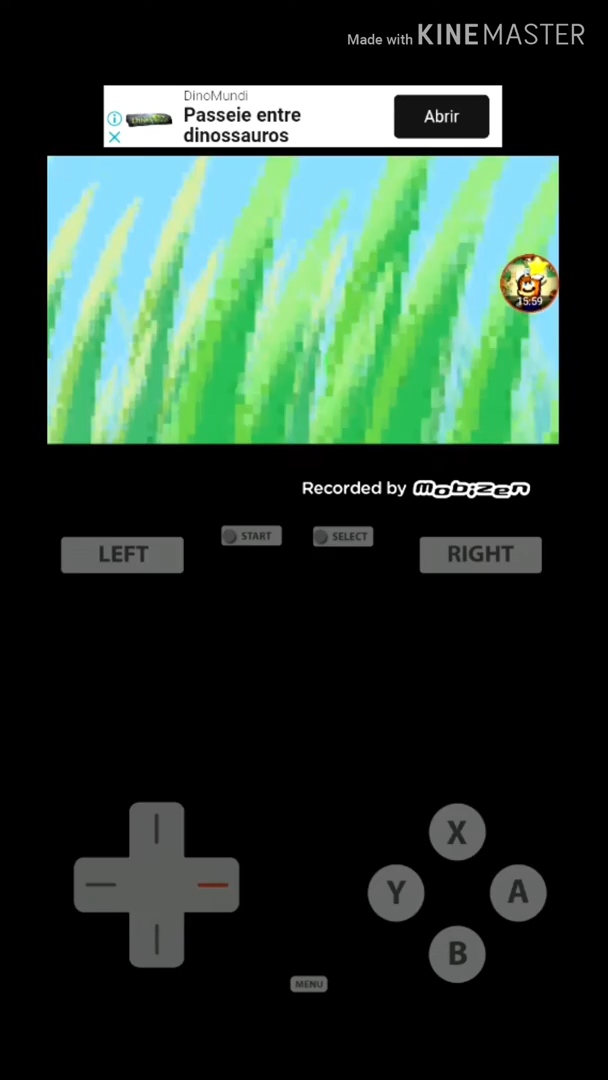 Made with KINEMASTER
DinoMundi
Passeie entre
dinossauros
Abrir
15:59
Recorded by mobizen
START
SELECT
LEFT
RIGHT
X
Y
A
B
MENU